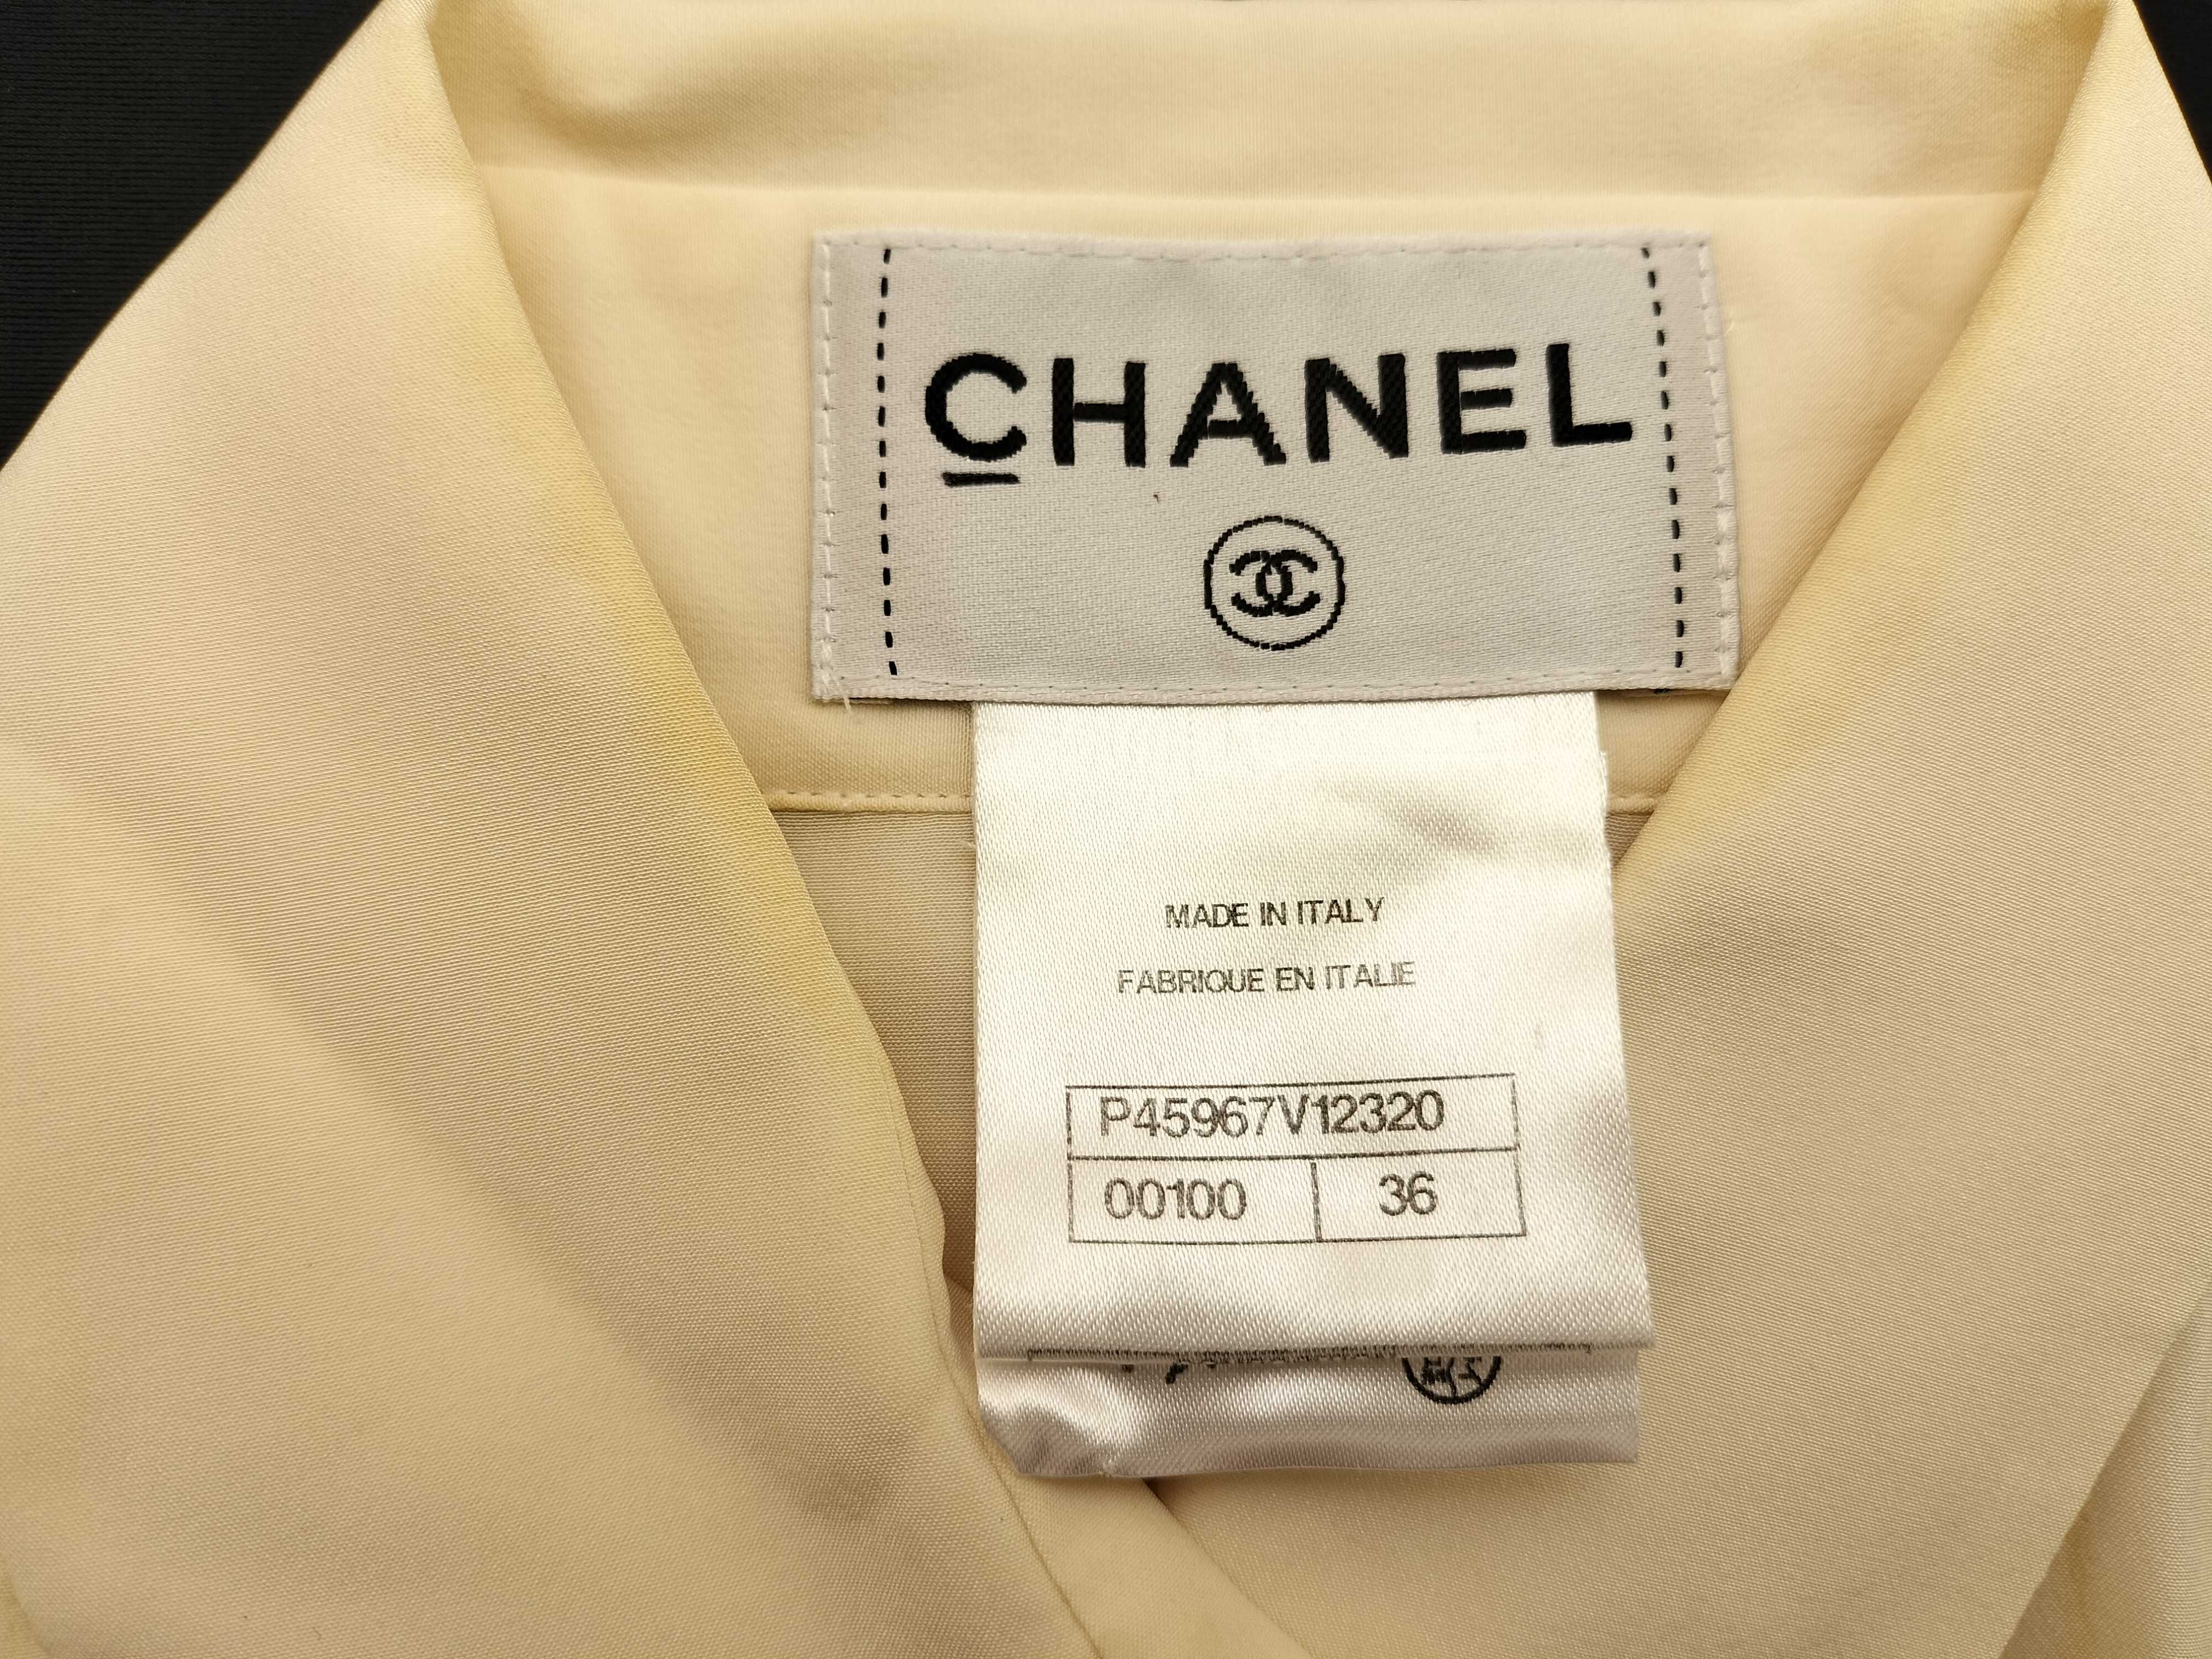 CHANEL
MADE IN ITALY
FABRIQUE EN ITALIE
P45967V12320
00100 36